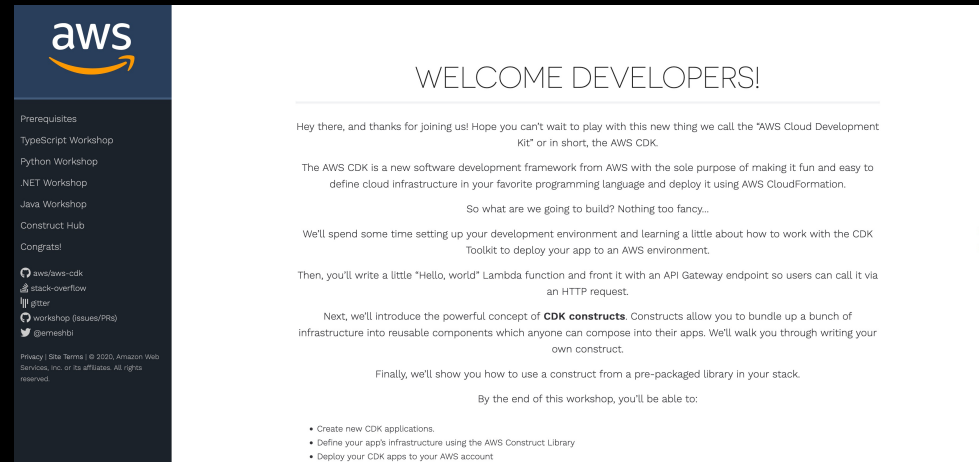 aws
Prerequisites
TypeScript Workshop
Python Workshop
.NET Workshop
Java Workshop
Construct Hub
Congrats!
aws/aws-cdk
stack-overflow
gitter
workshop (issues/PRs)
@emeshbi
Privacy | Site Terms | © 2020, Amazon Web
Services, Inc. or its affiliates. All rights
reserved.
WELCOME DEVELOPERS!
Hey there, and thanks for joining us! Hope you can't wait to play with this new thing we call the “AWS Cloud Development
Kit” or in short, the AWS CDK.
The AWS CDK is a new software development framework from AWS with the sole purpose of making it fun and easy to
define cloud infrastructure in your favorite programming language and deploy it using AWS CloudFormation.
So what are we going to build? Nothing too fancy…
We'll spend some time setting up your development environment and learning a little about how to work with the CDK
Toolkit to deploy your app to an AWS environment.
Then, you'll write a little “Hello, world” Lambda function and front it with an API Gateway endpoint so users can call it via
an HTTP request.
Next, we'll introduce the powerful concept of CDK constructs. Constructs allow you to bundle up a bunch of
infrastructure into reusable components which anyone can compose into their apps. We'll walk you through writing your
own construct.
Finally, we'll show you how to use a construct from a pre-packaged library in your stack.
By the end of this workshop, you'll be able to:
• Create new CDK applications.
• Define your app's infrastructure using the AWS Construct Library
• Deploy your CDK apps to your AWS account